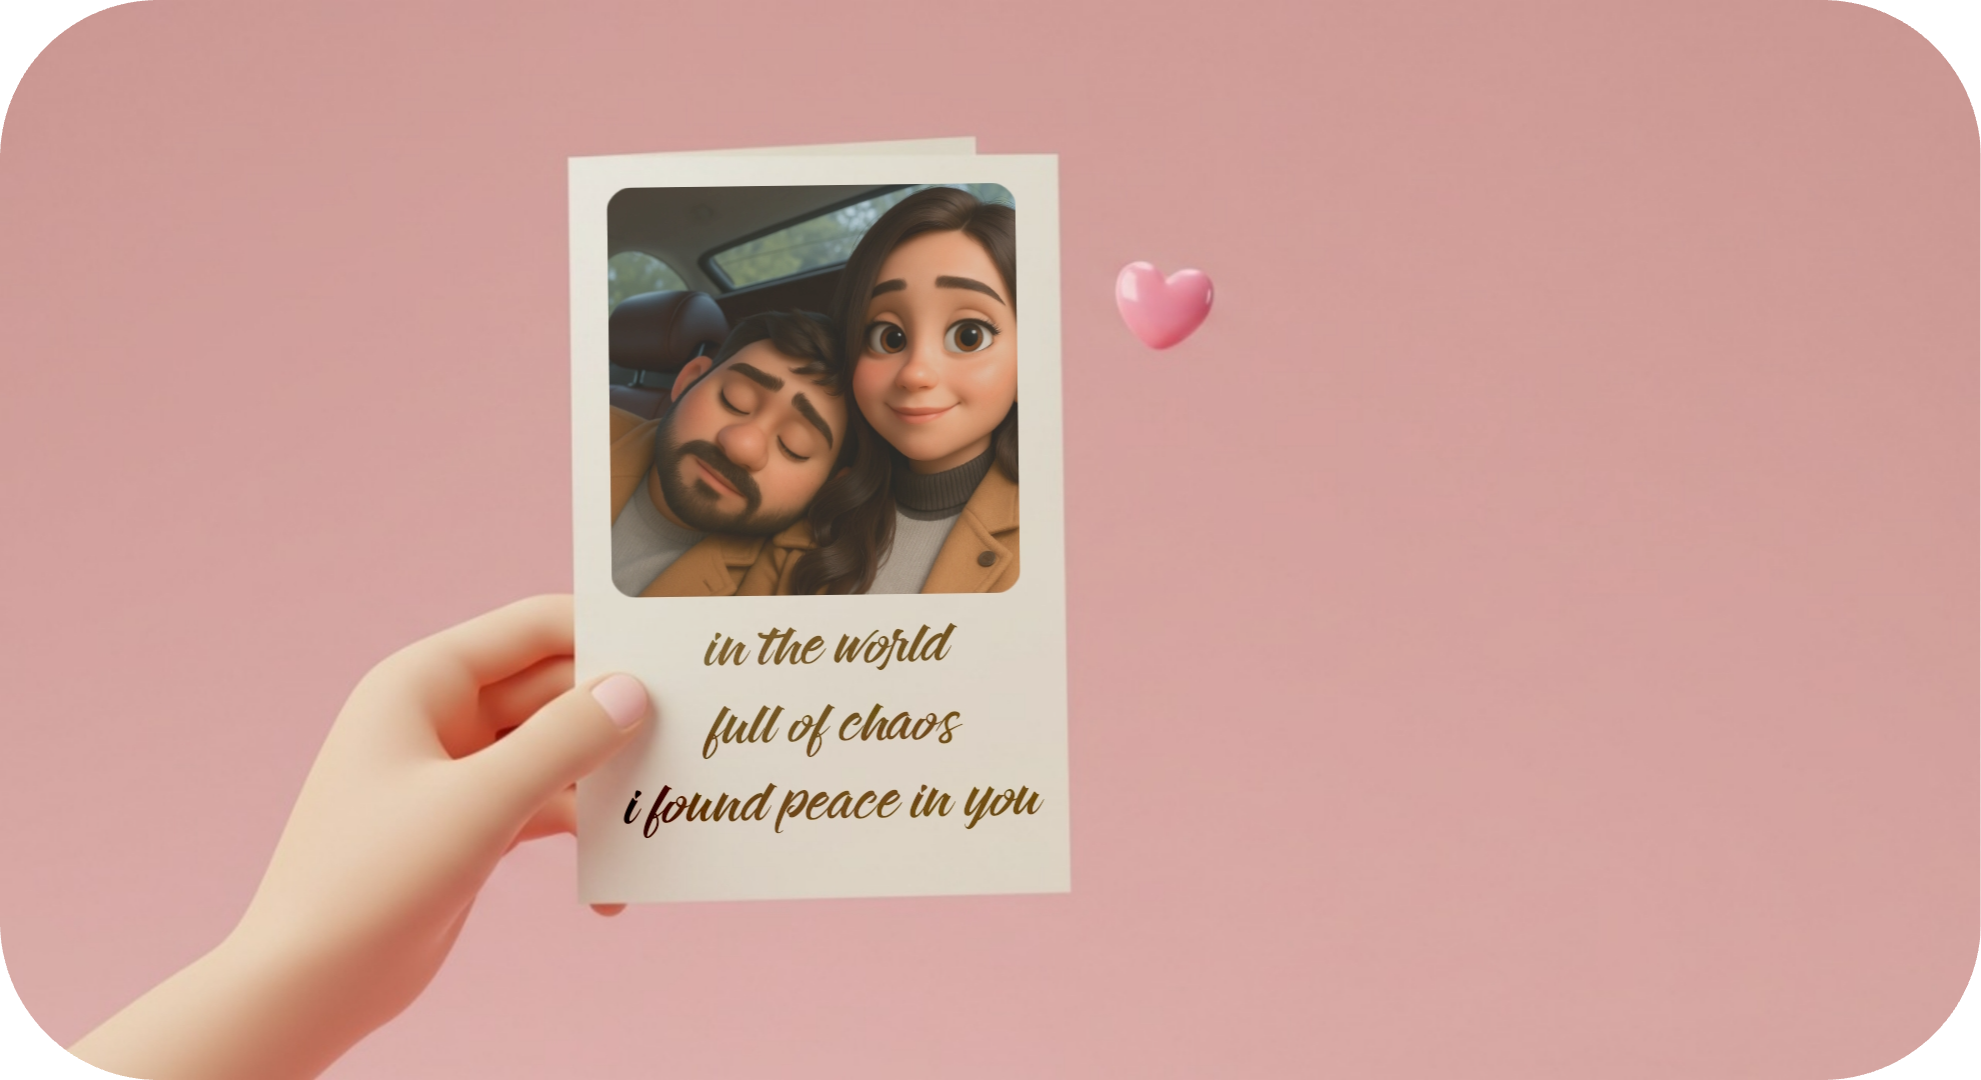 in the world
full of chaos
i found peace in you